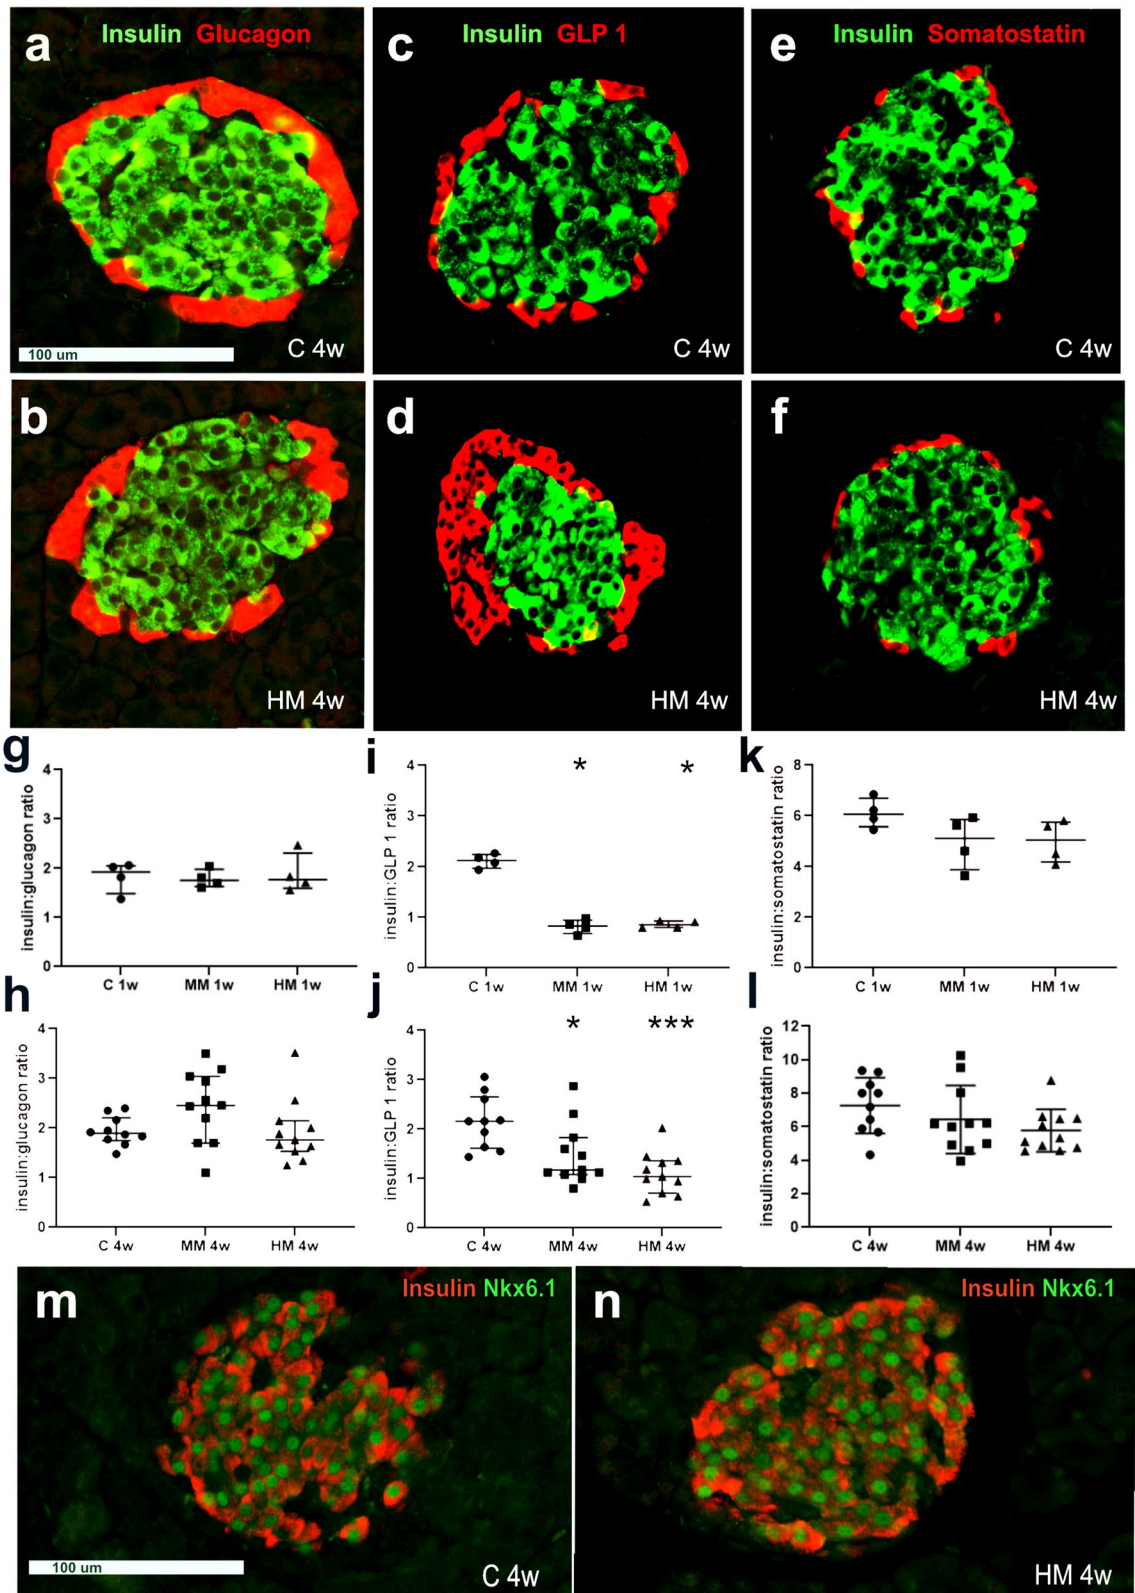 a Insulin Glucagon
100 um
C 4w
c Insulin GLP 1
C 4w
e Insulin Somatostatin
C 4w
b
HM 4w
d
HM 4w
f
HM 4w
g
insulin:glucagon ratio
4
3
2
1
0
C 1w MM 1w HM 1w
i
* *
insulin:GLP 1 ratio
4
3
2
1
0
C 1w MM 1w HM 1w
k
insulin:somatostatin ratio
8
6
4
2
0
C 1w MM 1w HM 1w
h
insulin:glucagon ratio
4
3
2
1
0
C 4w MM 4w HM 4w
j
* ***
insulin:GLP 1 ratio
4
3
2
1
0
C 4w MM 4w HM 4w
l
insulin:somatostatin ratio
12
10
8
6
4
2
0
C 4w MM 4w HM 4w
m Insulin Nkx6.1
100 um
C 4w
n Insulin Nkx6.1
HM 4w